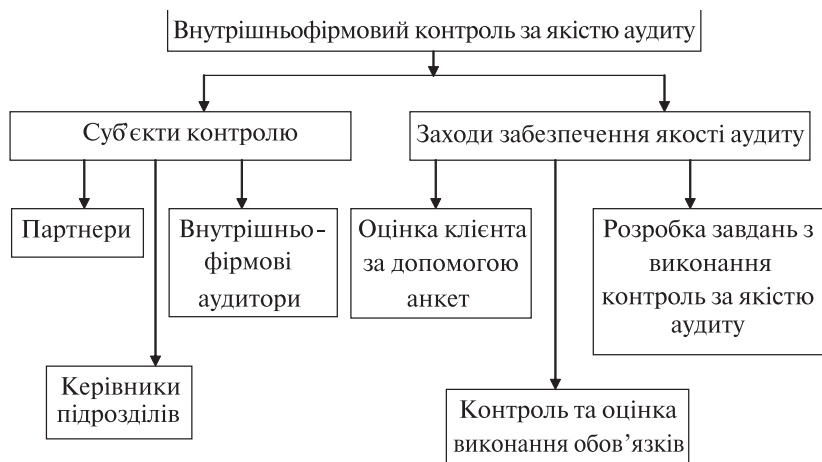 Внутрішньофірмовий контроль за якістю аудиту
Суб'єкти контролю
Заходи забезпечення якості аудиту
Партнери
Внутрішньо-
фірмові
аудитори
Оцінка клієнта
за допомогою
анкет
Розробка завдань з
виконання
контроль за якістю
аудиту
Керівники
підрозділів
Контроль та оцінка
виконання обов’язків